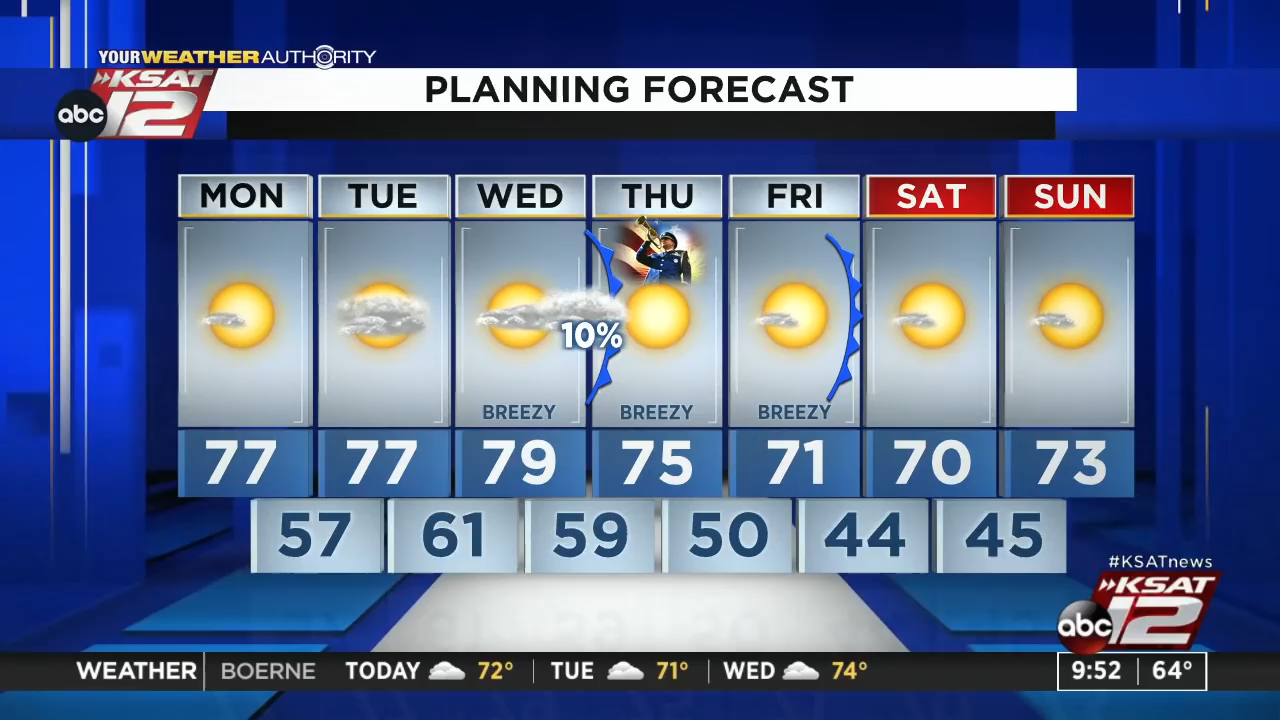 YOUR WEATHER AUTHORITY
KSAT
abc 12
PLANNING FORECAST
MON TUE WED THU FRI SAT SUN
10%
BREEZY BREEZY BREEZY
77 77 79 75 71 70 73
57 61 59 50 44 45
#KSATnews
KSAT
abc 12
WEATHER BOERNE TODAY 72° TUE 71° WED 74° 9:52 64°